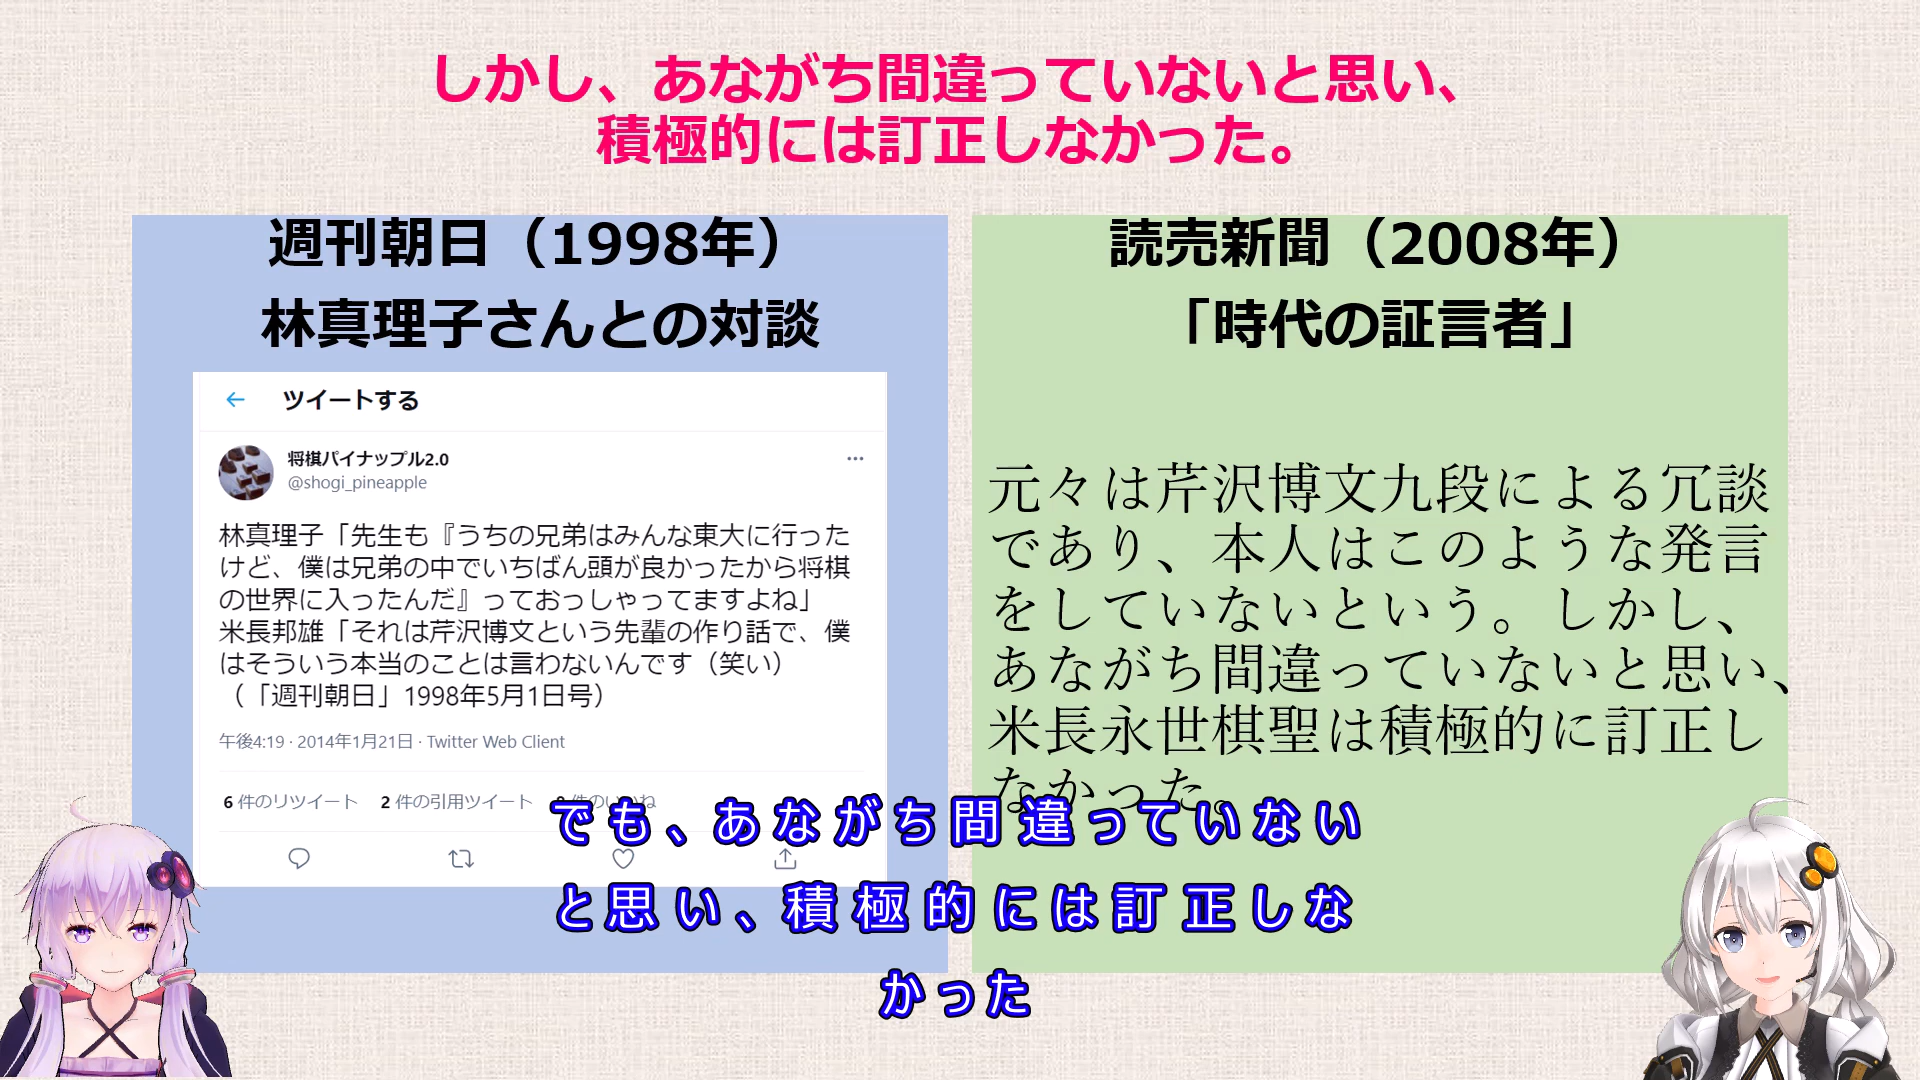 しかし、あながち間違っていないと思い、
積極的には訂正しなかった。
週刊朝日（1998年）
林真理子さんとの対談
← ツイートする
将棋パイナップル2.0
@shogi_pineapple
林真理子「先生も『うちの兄弟はみんな東大に行った
けど、僕は兄弟の中でいちばん頭が良かったから将棋
の世界に入ったんだ』っておっしゃってますよね」
米長邦雄「それは芹沢博文という先輩の作り話で、僕
はそういう本当のことは言わないんです（笑い）
（「週刊朝日」1998年5月1日号）
午後4:19 · 2014年1月21日 · Twitter Web Client
6 件のリツイート 2 件の引用ツイート 件のいいね
読売新聞（2008年）
「時代の証言者」
元々は芹沢博文九段による冗談
であり、本人はこのような発言
をしていないという。しかし、
あながち間違っていないと思い、
米長永世棋聖は積極的に訂正し
なかった。
でも、あながち間違っていない
と思い、積極的には訂正しな
かった